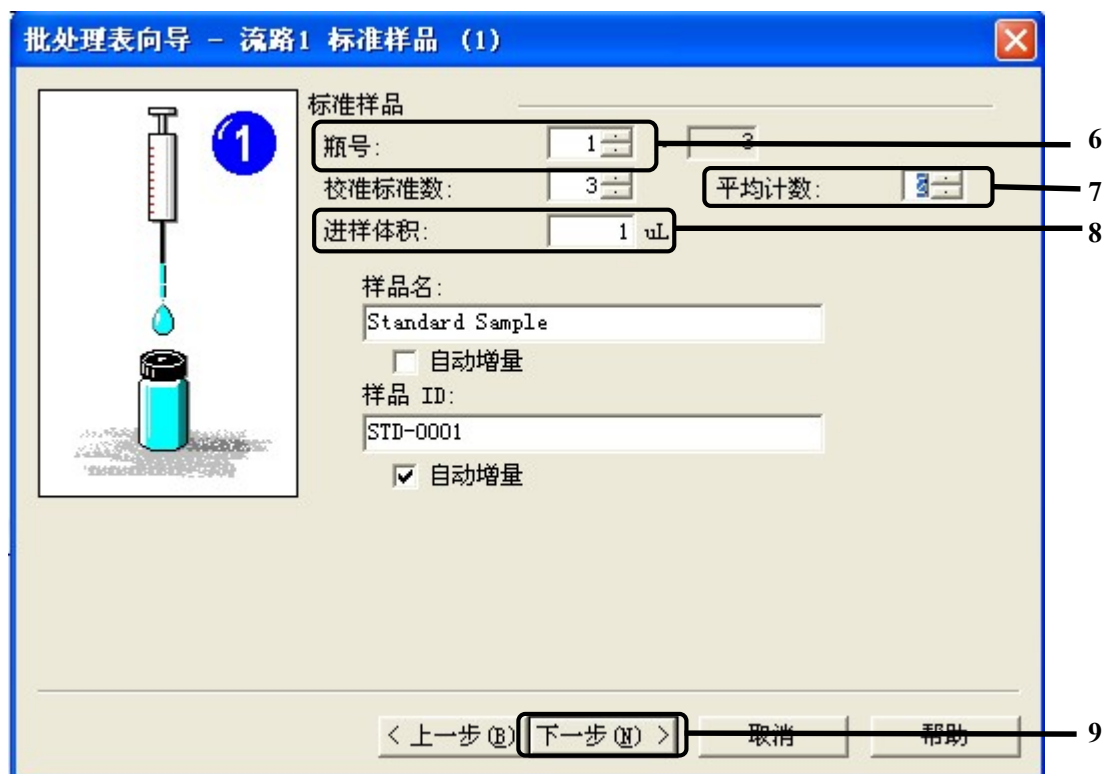 批处理表向导 - 流路1 标准样品 (1)
1
标准样品
瓶号: 1 - 3 6
校准标准数: 3 平均计数: 7
进样体积: 1 uL 8
样品名:
Standard Sample
自动增量
样品 ID:
STD-0001
自动增量
< 上一步(B) 下一步(N) > 取消 帮助 9